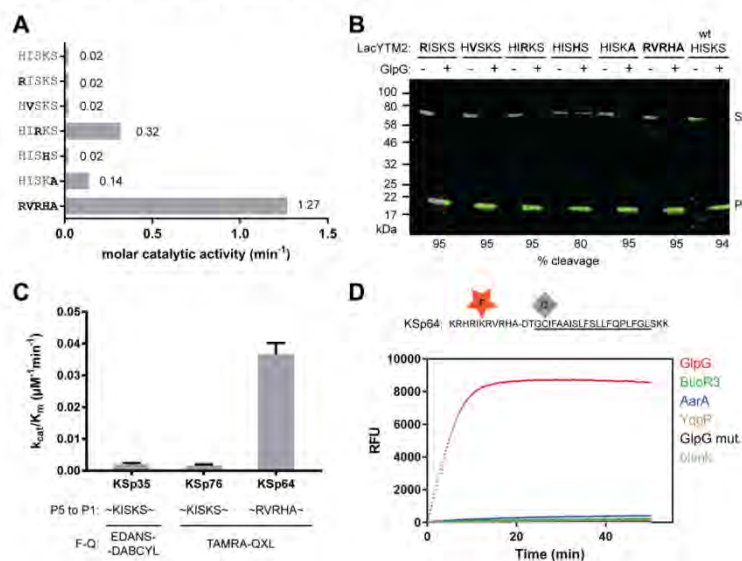 A
HISKS 0.02
RISKS 0.02
HVSKS 0.02
HIRKS 0.32
HISHS 0.02
HISKA 0.14
RVRHA 1.27
0.0 0.5 1.0 1.5
molar catalytic activity (min-1)
B
wt
LacYTM2: RISKS HVSKS HIRKS HISHS HISKA RVRHA HISKS
GlpG - + - + - + - + - + - + - +
100
80
58
46
32
25
22
17
kDa
S
P
95 95 95 80 95 95 94
% cleavage
C
kcat/Km (µM-1min-1)
0.05
0.04
0.03
0.02
0.01
0.00
KSp35 KSp76 KSp64
P5 to P1: ~KISKS~ ~KISKS~ ~RVRHA~
F-Q: EDANS- TAMRA-QXL
-DABCYL
D
F Q
KSp64: KRHRIKRVRHA-DTGCIFAAISLFSLLFQPLFGLSKK
10000
8000
6000
4000
2000
0
RFU
0 20 40
Time (min)
GlpG
BuoR3
AarA
YqgP
GlpG mut.
blank